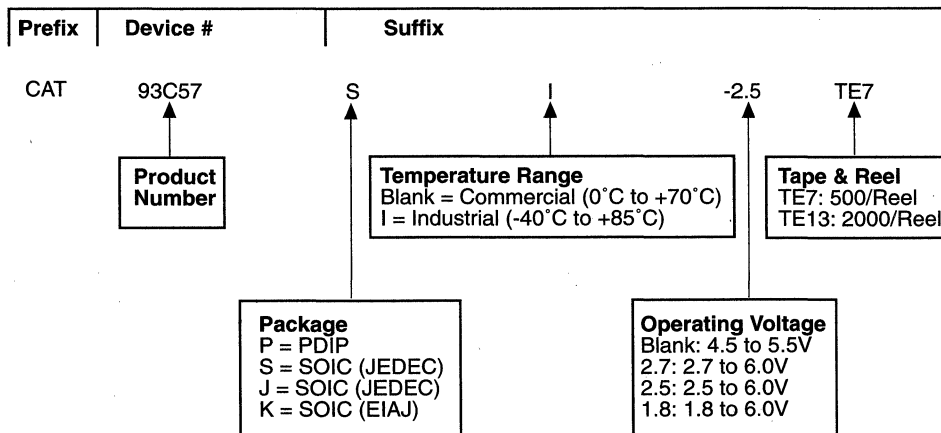 Prefix Device # Suffix
CAT 93C57 S I -2.5 TE7
Product
Number
Temperature Range
Blank = Commercial (0˚C to +70˚C)
I = Industrial (-40˚C to +85˚C)
Tape & Reel
TE7: 500/Reel
TE13: 2000/Reel
Package
P = PDIP
S = SOIC (JEDEC)
J = SOIC (JEDEC)
K = SOIC (EIAJ)
Operating Voltage
Blank: 4.5 to 5.5V
2.7: 2.7 to 6.0V
2.5: 2.5 to 6.0V
1.8: 1.8 to 6.0V